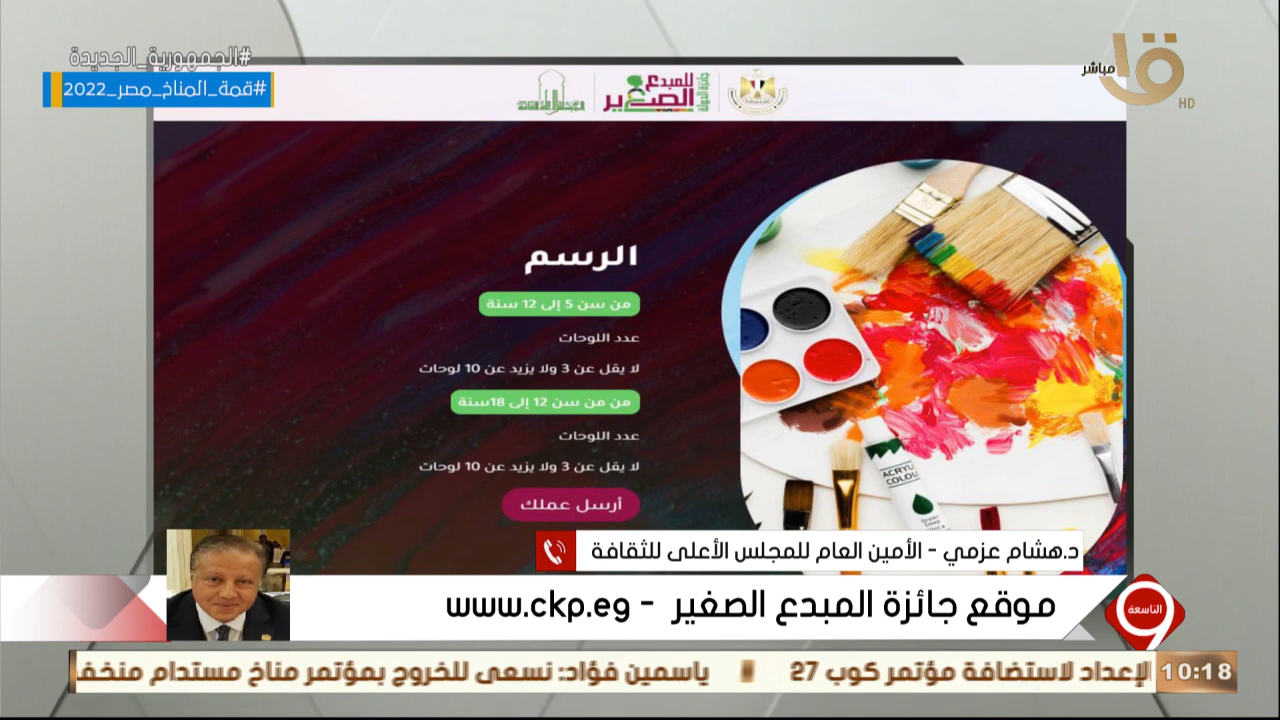 #الجمهورية_الجديدة
#قمة_المناخ_مصر_2022
مباشر
HD
جائزة الدولة
للمبدع
الصغير
الرسم
من سن 5 إلى 12 سنة
عدد اللوحات
لا يقل عن 3 ولا يزيد عن 10 لوحات
من من سن 12 إلى 18سنة
عدد اللوحات
لا يقل عن 3 ولا يزيد عن 10 لوحات
أرسل عملك
ACRYL
COLOU
د.هشام عزمي - الأمين العام للمجلس الأعلى للثقافة
موقع جائزة المبدع الصغير - www.ckp.eg
التاسعة
9
الإعداد لاستضافة مؤتمر كوب 27 ياسمين فؤاد: نسعى للخروج بمؤتمر مناخ مستدام منخف
10:18